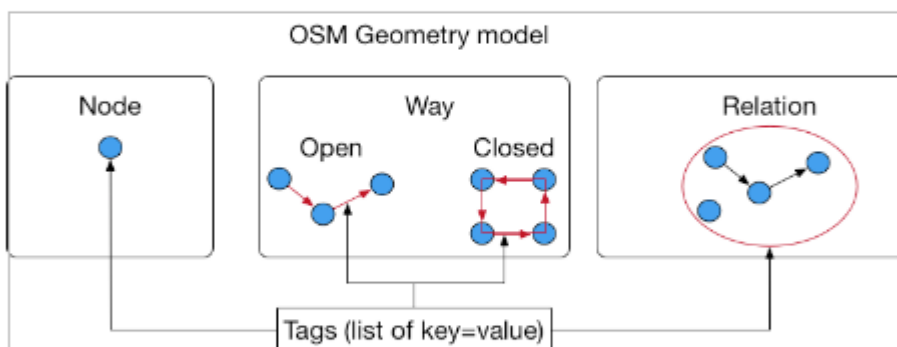 OSM Geometry model
Node
Way
Relation
Open
Closed
Tags (list of key=value)